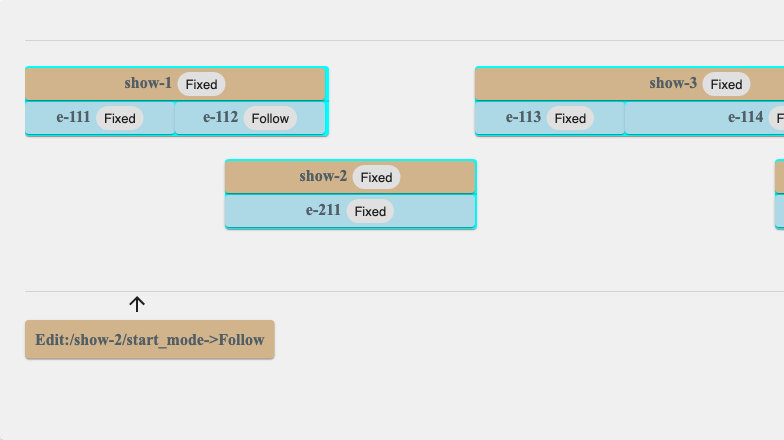 show-1 Fixed
show-3 Fixed
e-111 Fixed
e-112 Follow
e-113 Fixed
e-114
show-2 Fixed
e-211 Fixed
Edit:/show-2/start_mode->Follow